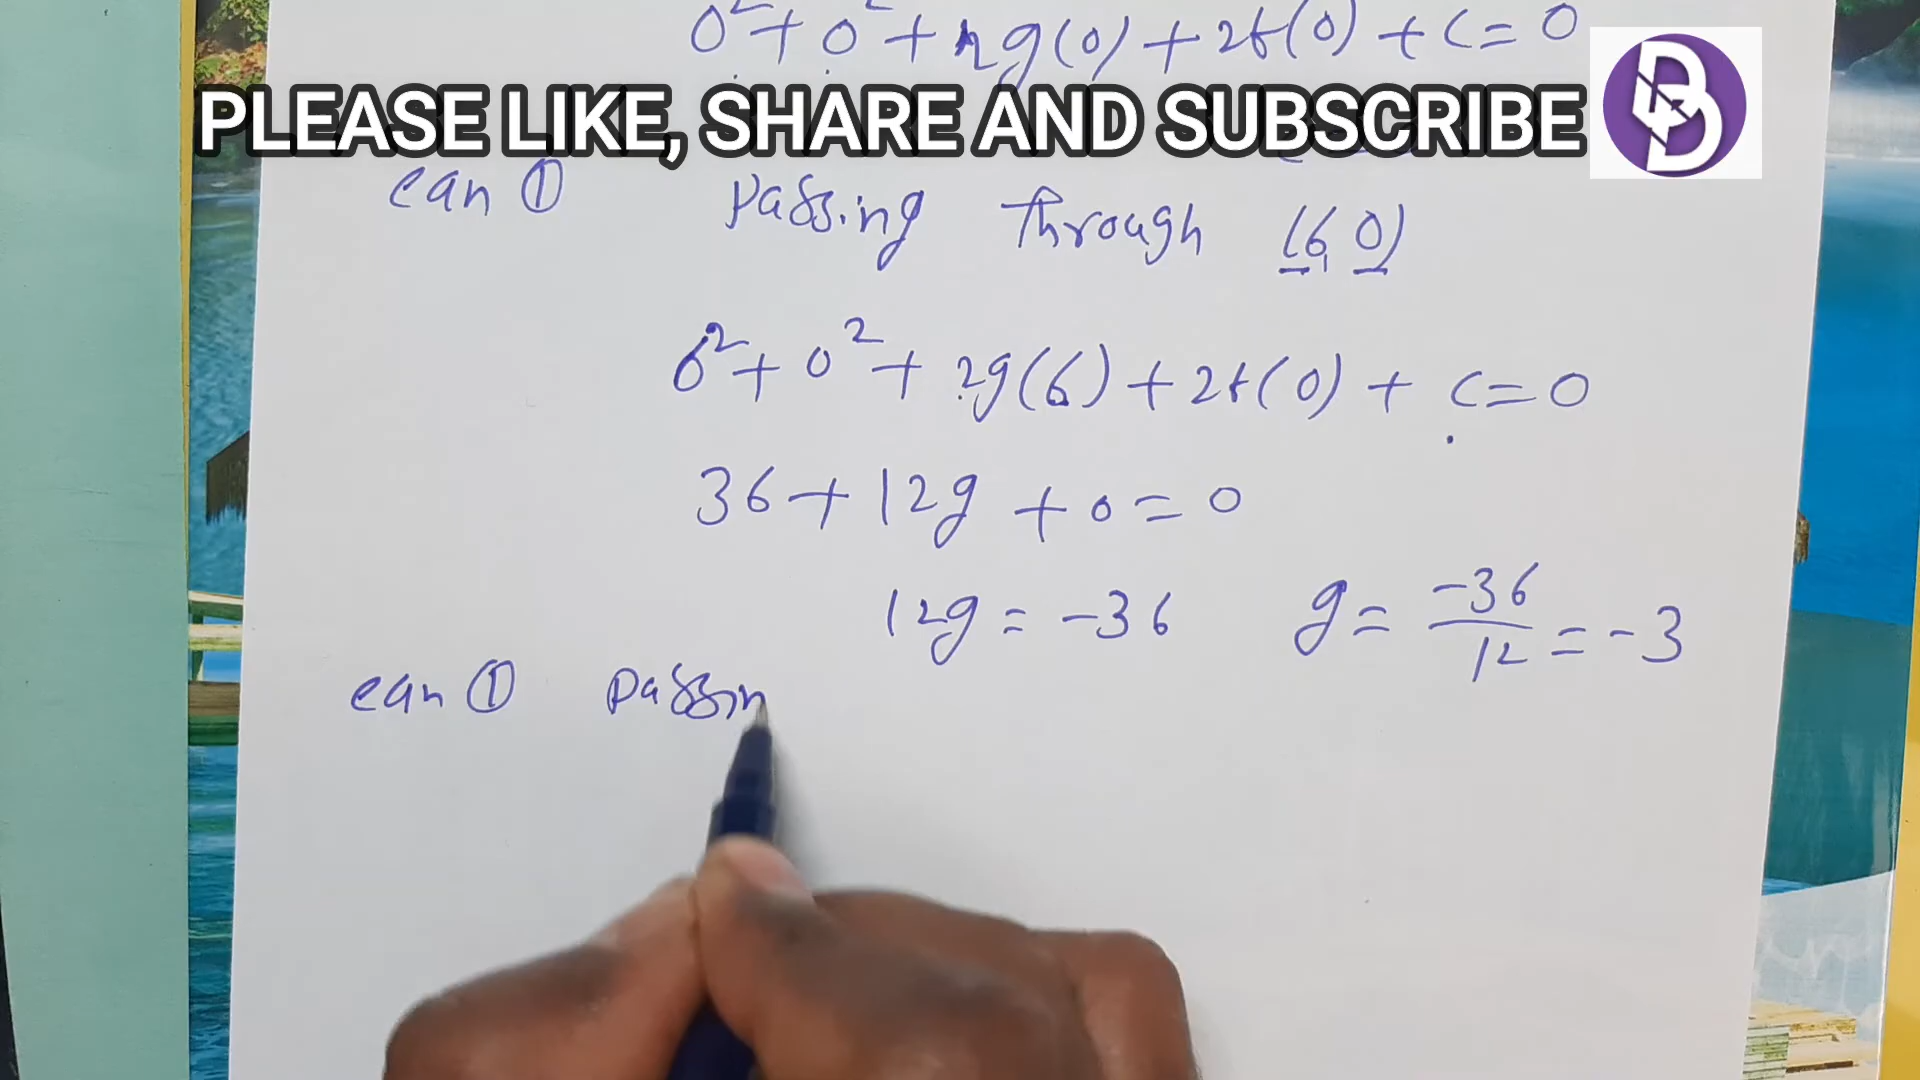 0² + 0² + 2g(0) + 2f(0) + c = 0
PLEASE LIKE, SHARE AND SUBSCRIBE
eqn ① Passing Through (6, 0)
6² + 0² + 2g(6) + 2f(0) + c = 0
36 + 12g + 0 = 0
12g = -36 g = -36/12 = -3
eqn ① Passin